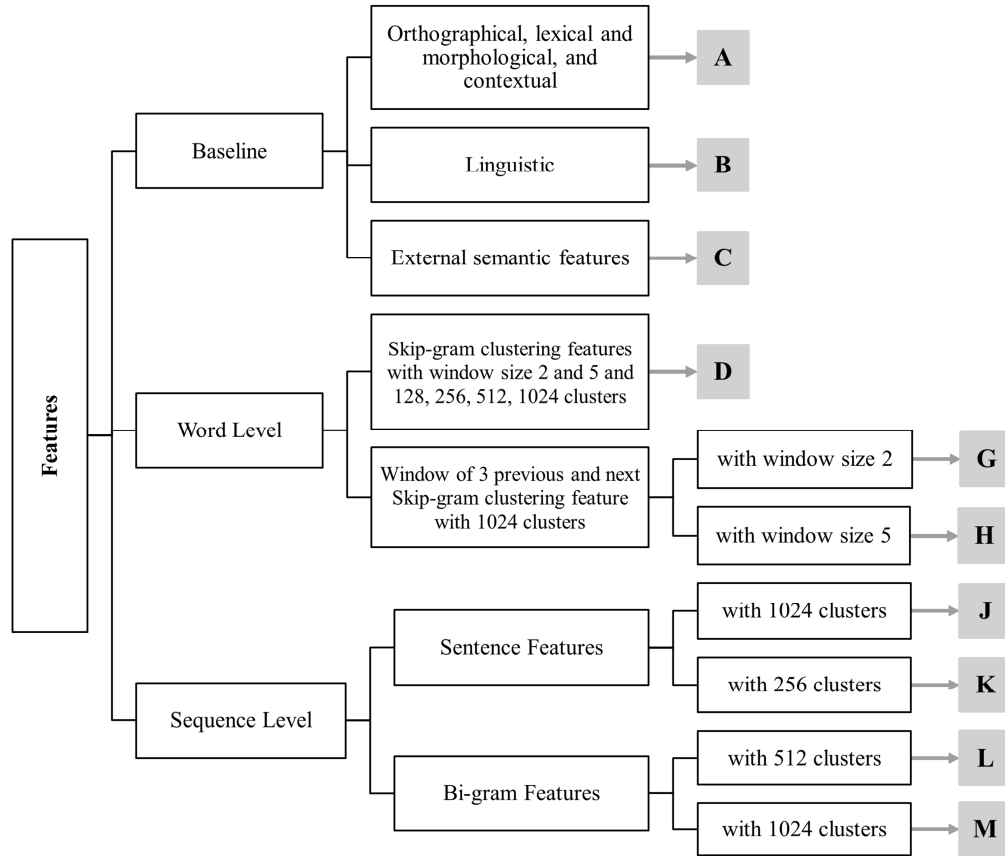 Features
Baseline
Orthographical, lexical and
morphological, and
contextual
A
Linguistic
B
External semantic features
C
Word Level
Skip-gram clustering features
with window size 2 and 5 and
128, 256, 512, 1024 clusters
D
Window of 3 previous and next
Skip-gram clustering feature
with 1024 clusters
with window size 2
G
with window size 5
H
Sequence Level
Sentence Features
with 1024 clusters
J
with 256 clusters
K
Bi-gram Features
with 512 clusters
L
with 1024 clusters
M